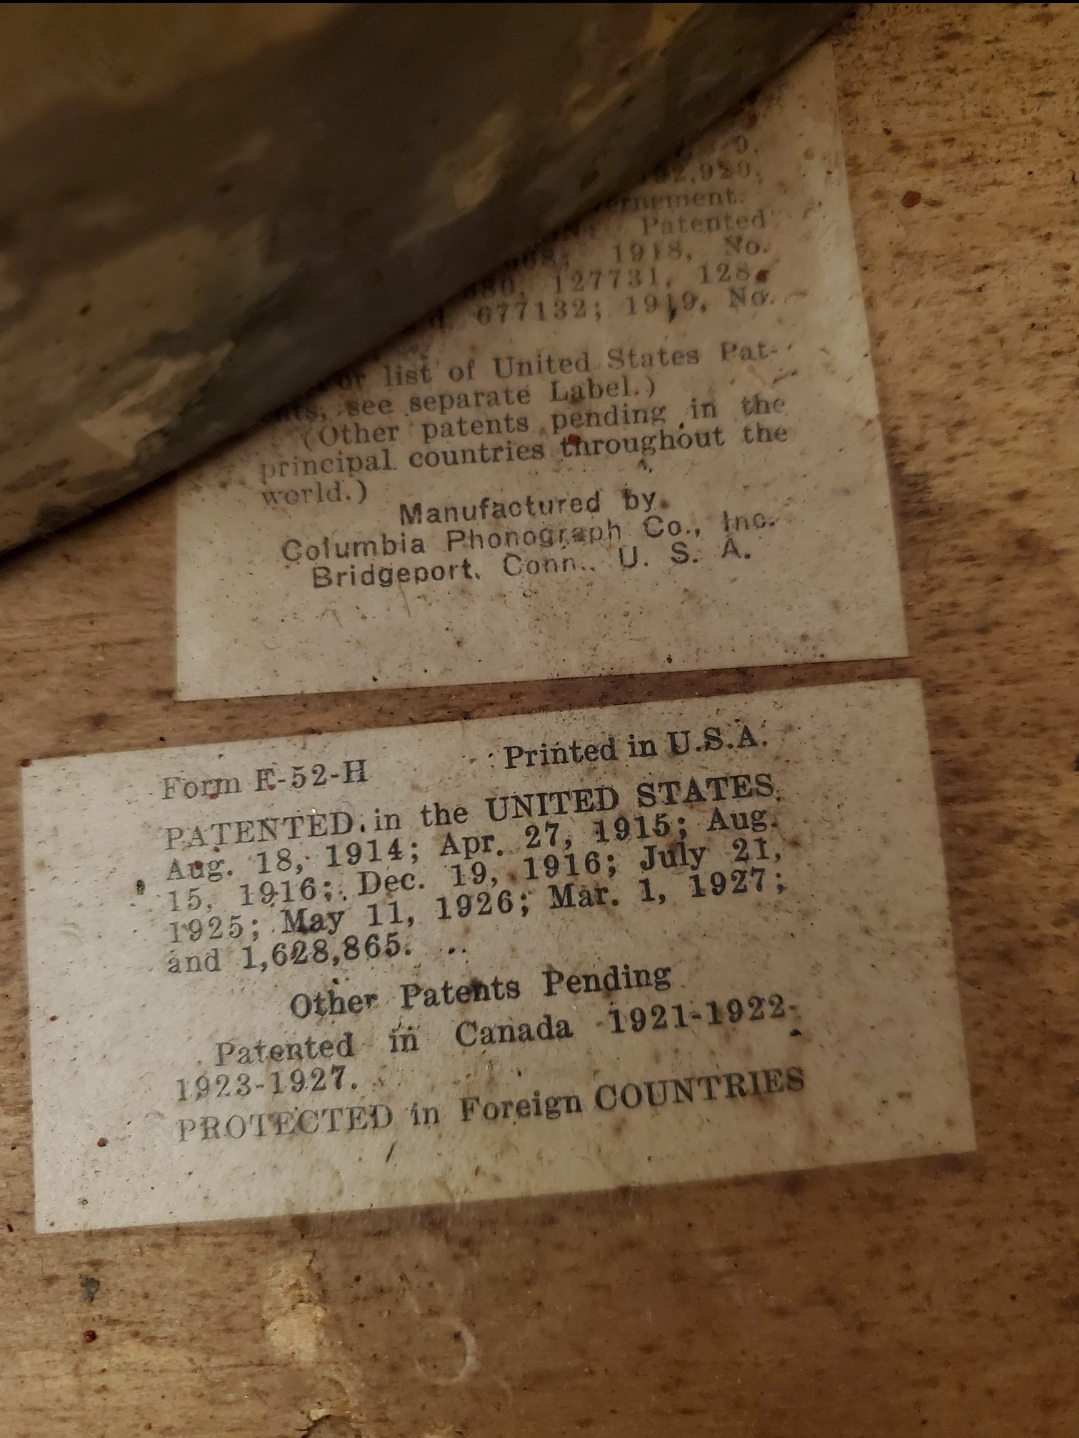 Patented
1918, No.
127731, 128,
677132; 1919, No.
list of United States Pat-
see separate Label.)
(Other patents pending in the
principal countries throughout the
world.)
Manufactured by
Columbia Phonograph Co., Inc.
Bridgeport, Conn., U. S. A.
Form F-52-H Printed in U.S.A.
PATENTED in the UNITED STATES
Aug. 18, 1914; Apr. 27, 1915; Aug.
15, 1916; Dec. 19, 1916; July 21,
1925; May 11, 1926; Mar. 1, 1927;
and 1,628,865.
Other Patents Pending
Patented in Canada 1921-1922-
1923-1927.
PROTECTED in Foreign COUNTRIES